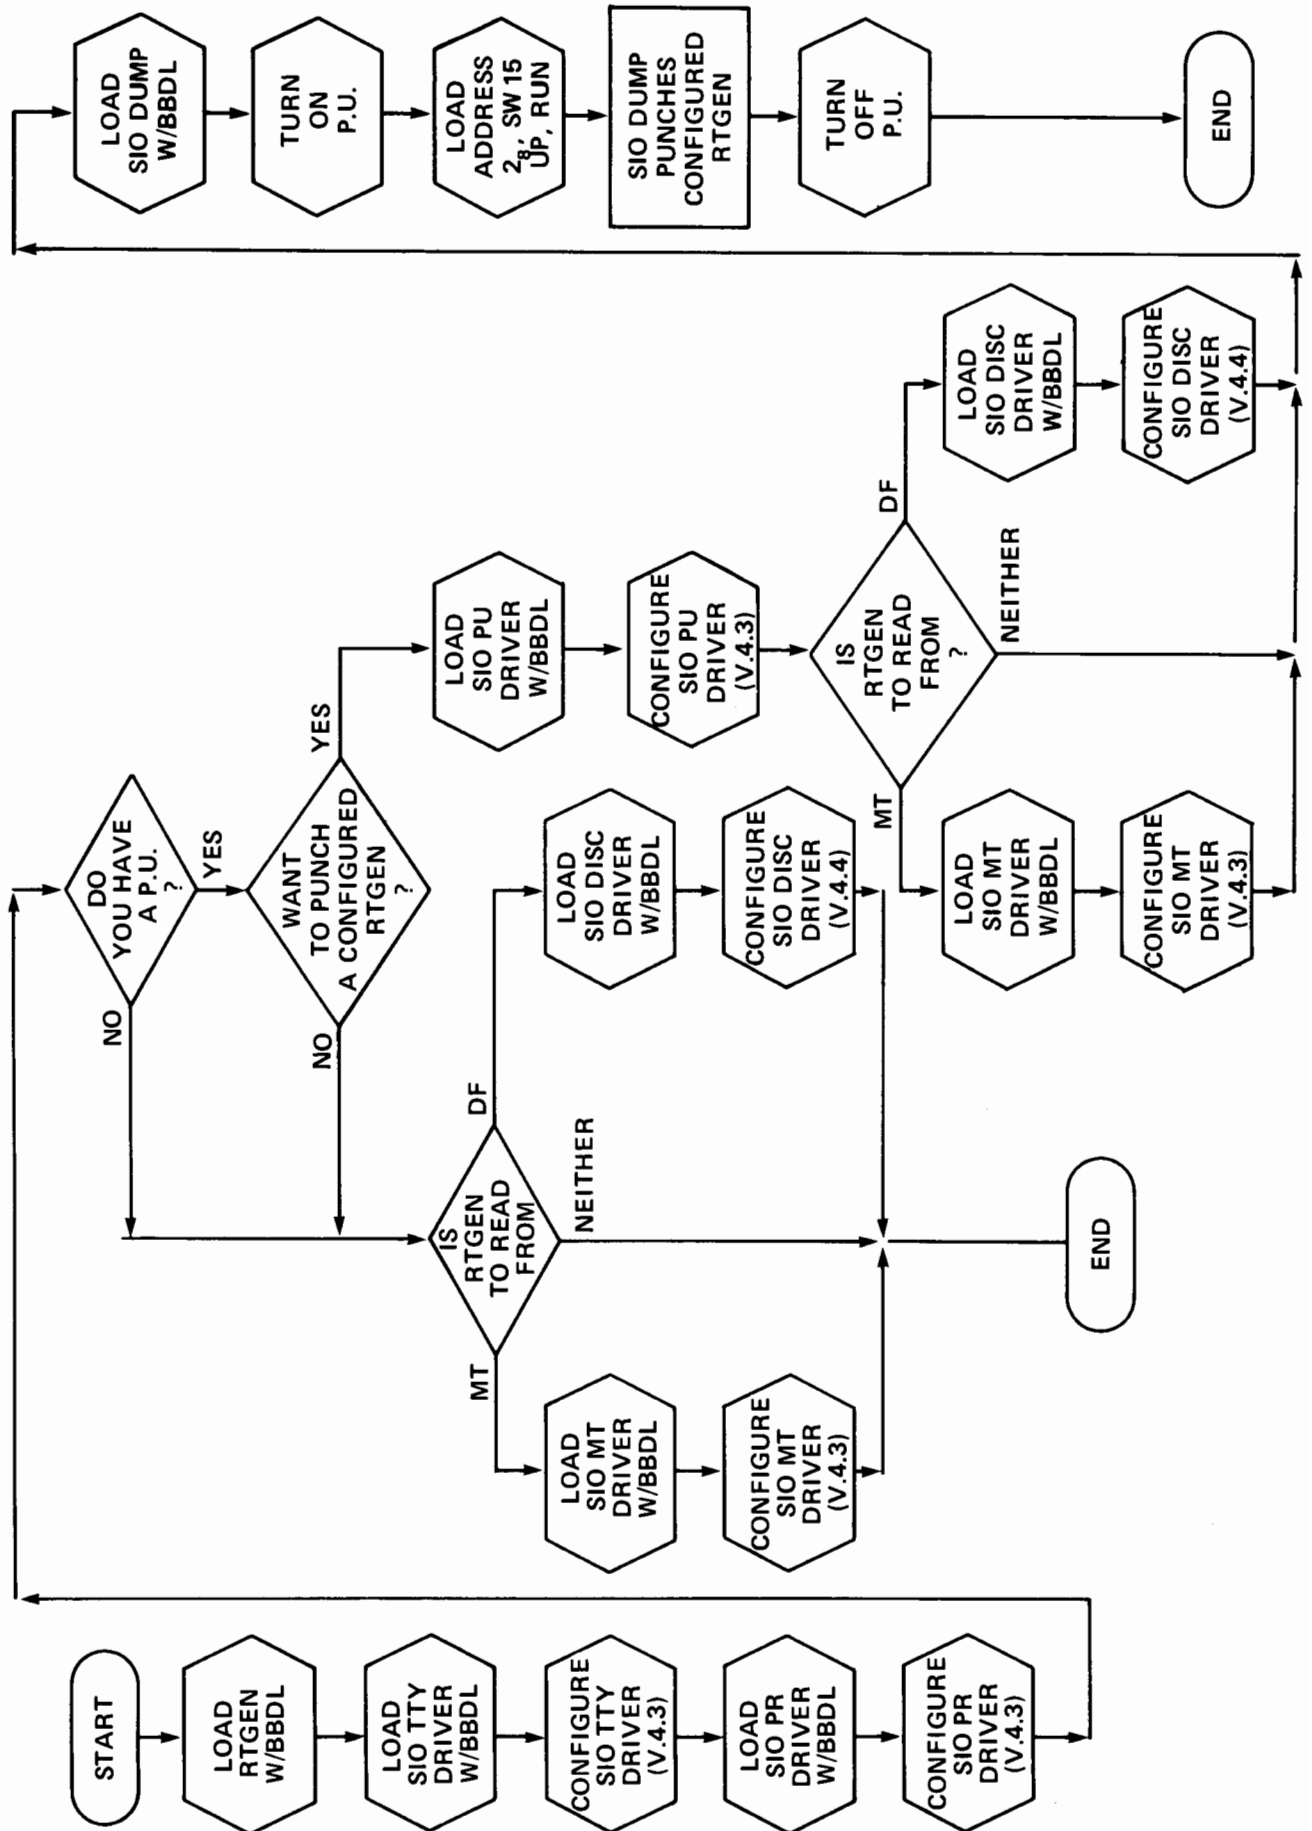 START
LOAD
RTGEN
W/BBDL
LOAD
SIO TTY
DRIVER
W/BBDL
CONFIGURE
SIO TTY
DRIVER
(V.4.3)
LOAD
SIO PR
DRIVER
W/BBDL
CONFIGURE
SIO PR
DRIVER
(V.4.3)
DO
YOU HAVE
A P.U.
?
NO
YES
WANT
TO PUNCH
A CONFIGURED
RTGEN
?
NO
YES
IS
RTGEN
TO READ
FROM
MT
DF
NEITHER
LOAD
SIO MT
DRIVER
W/BBDL
CONFIGURE
SIO MT
DRIVER
(V.4.3)
LOAD
SIO DISC
DRIVER
W/BBDL
CONFIGURE
SIO DISC
DRIVER
(V.4.4)
END
LOAD
SIO PU
DRIVER
W/BBDL
CONFIGURE
SIO PU
DRIVER
(V.4.3)
IS
RTGEN
TO READ
FROM
?
MT
DF
NEITHER
LOAD
SIO MT
DRIVER
W/BBDL
CONFIGURE
SIO MT
DRIVER
(V.4.3)
LOAD
SIO DISC
DRIVER
W/BBDL
CONFIGURE
SIO DISC
DRIVER
(V.4.4)
LOAD
SIO DUMP
W/BBDL
TURN
ON
P.U.
LOAD
ADDRESS
2₈, SW 15
UP, RUN
SIO DUMP
PUNCHES
CONFIGURED
RTGEN
TURN
OFF
P.U.
END